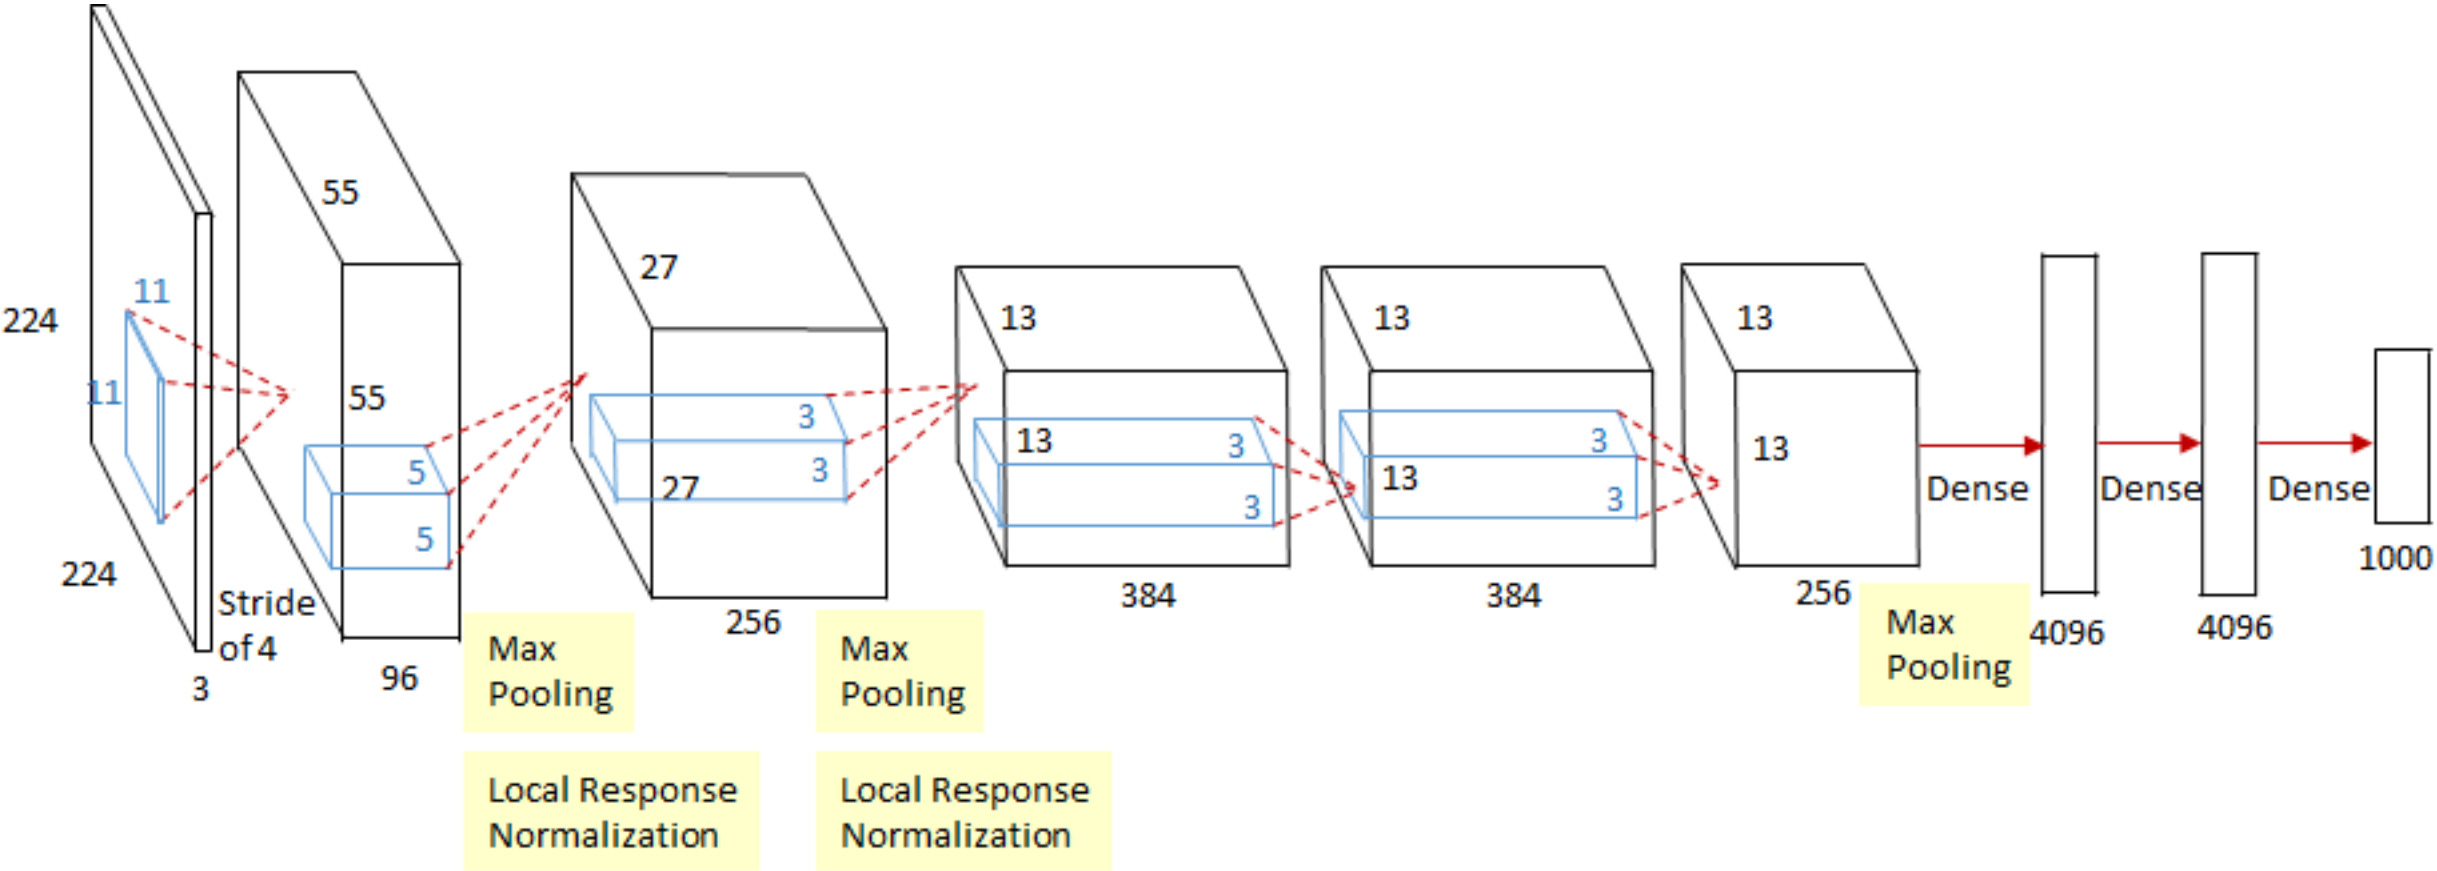 224
224
3
11
11
Stride
of 4
55
55
96
5
5
Max
Pooling
Local Response
Normalization
27
27
256
3
3
Max
Pooling
Local Response
Normalization
13
13
384
3
3
13
13
384
3
3
13
13
256
Max
Pooling
Dense
4096
Dense
4096
Dense
1000